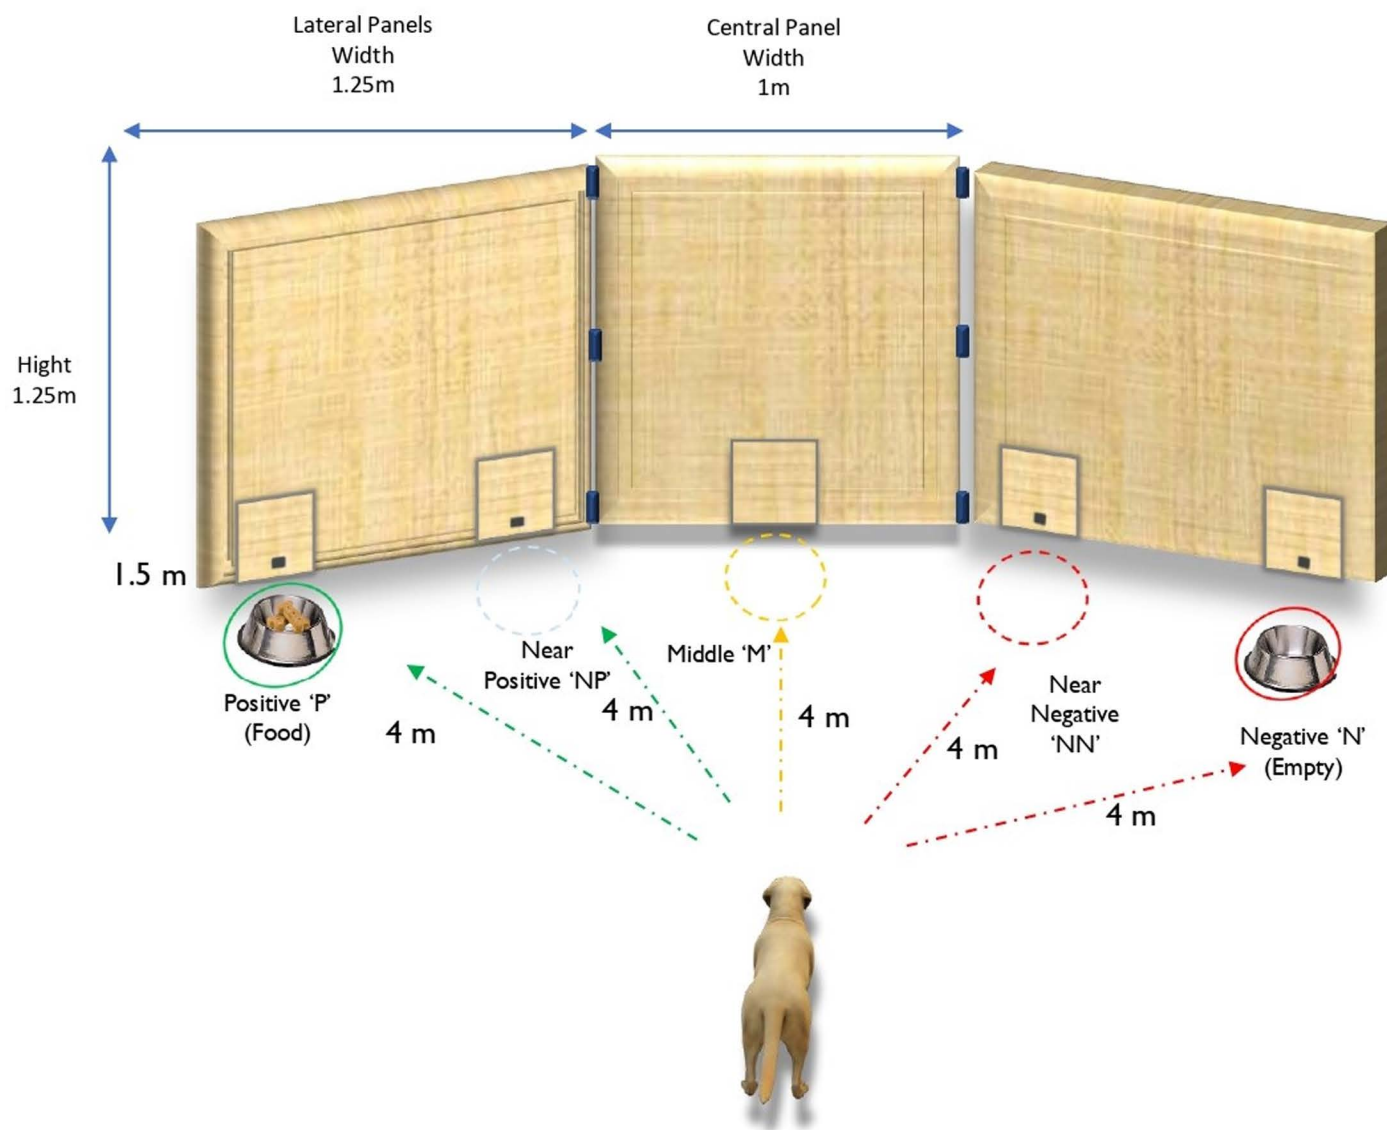 Lateral Panels
Width
1.25m
Central Panel
Width
1m
Hight
1.25m
1.5 m
Positive ‘P’
(Food)
4 m
Near
Positive ‘NP’
4 m
Middle ‘M’
4 m
4 m
Near
Negative
‘NN’
4 m
Negative ‘N’
(Empty)